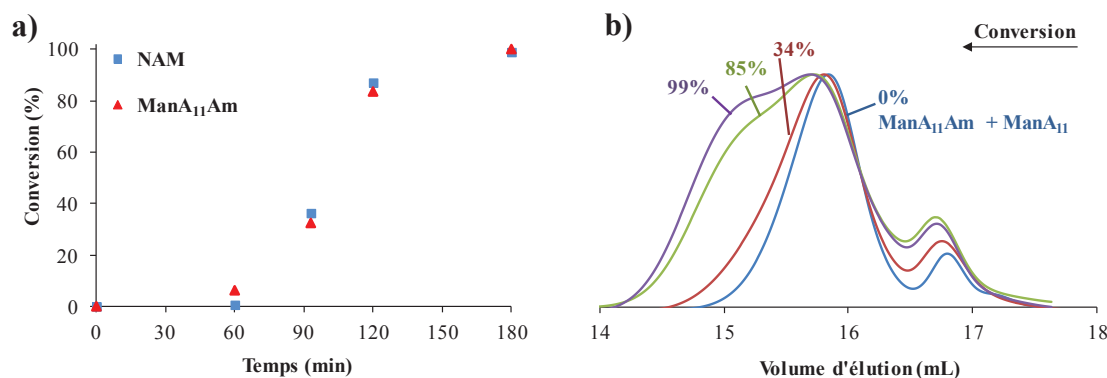 a)
NAM
ManA₁₁Am
Conversion (%)
100
80
60
40
20
0
0 30 60 90 120 150 180
Temps (min)
b)
Conversion
34%
85%
99%
0%
ManA₁₁Am + ManA₁₁
14 15 16 17 18
Volume d'élution (mL)